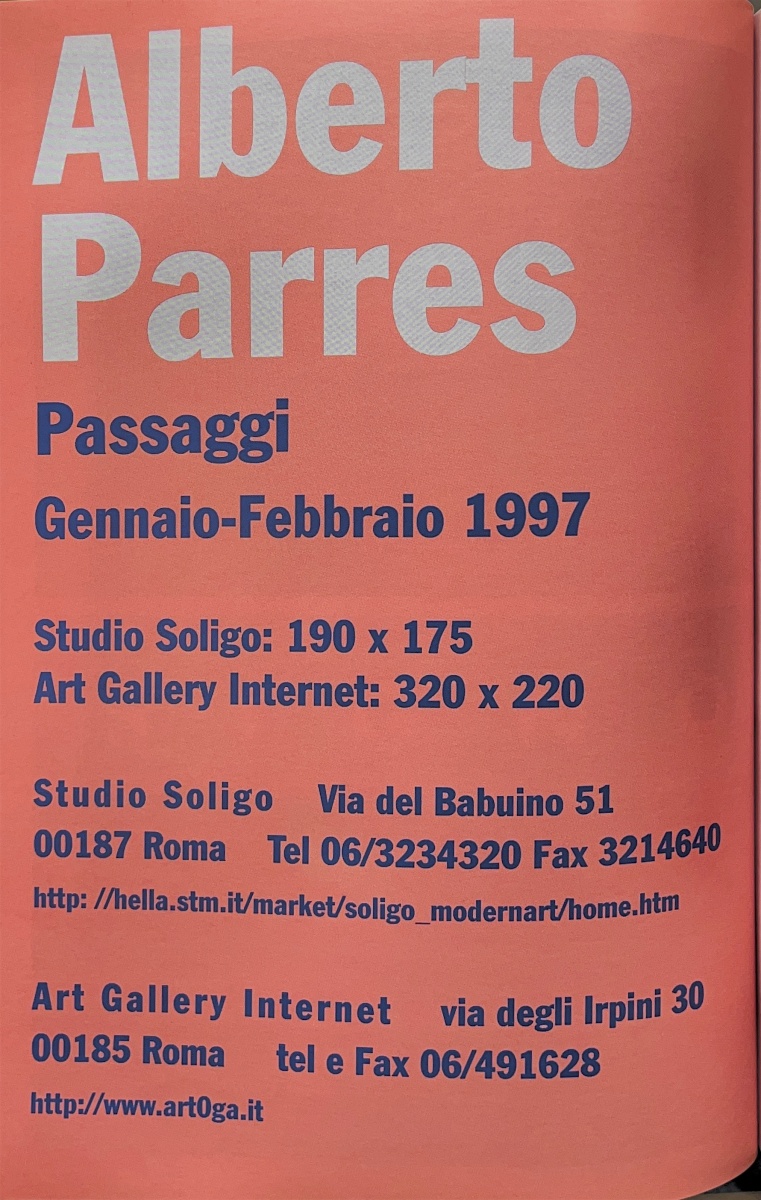 Alberto
Parres
Passaggi
Gennaio-Febbraio 1997
Studio Soligo: 190 x 175
Art Gallery Internet: 320 x 220
Studio Soligo Via del Babuino 51
00187 Roma Tel 06/3234320 Fax 3214640
http: //hella.stm.it/market/soligo_modernart/home.htm
Art Gallery Internet via degli Irpini 30
00185 Roma tel e Fax 06/491628
http://www.art0ga.it